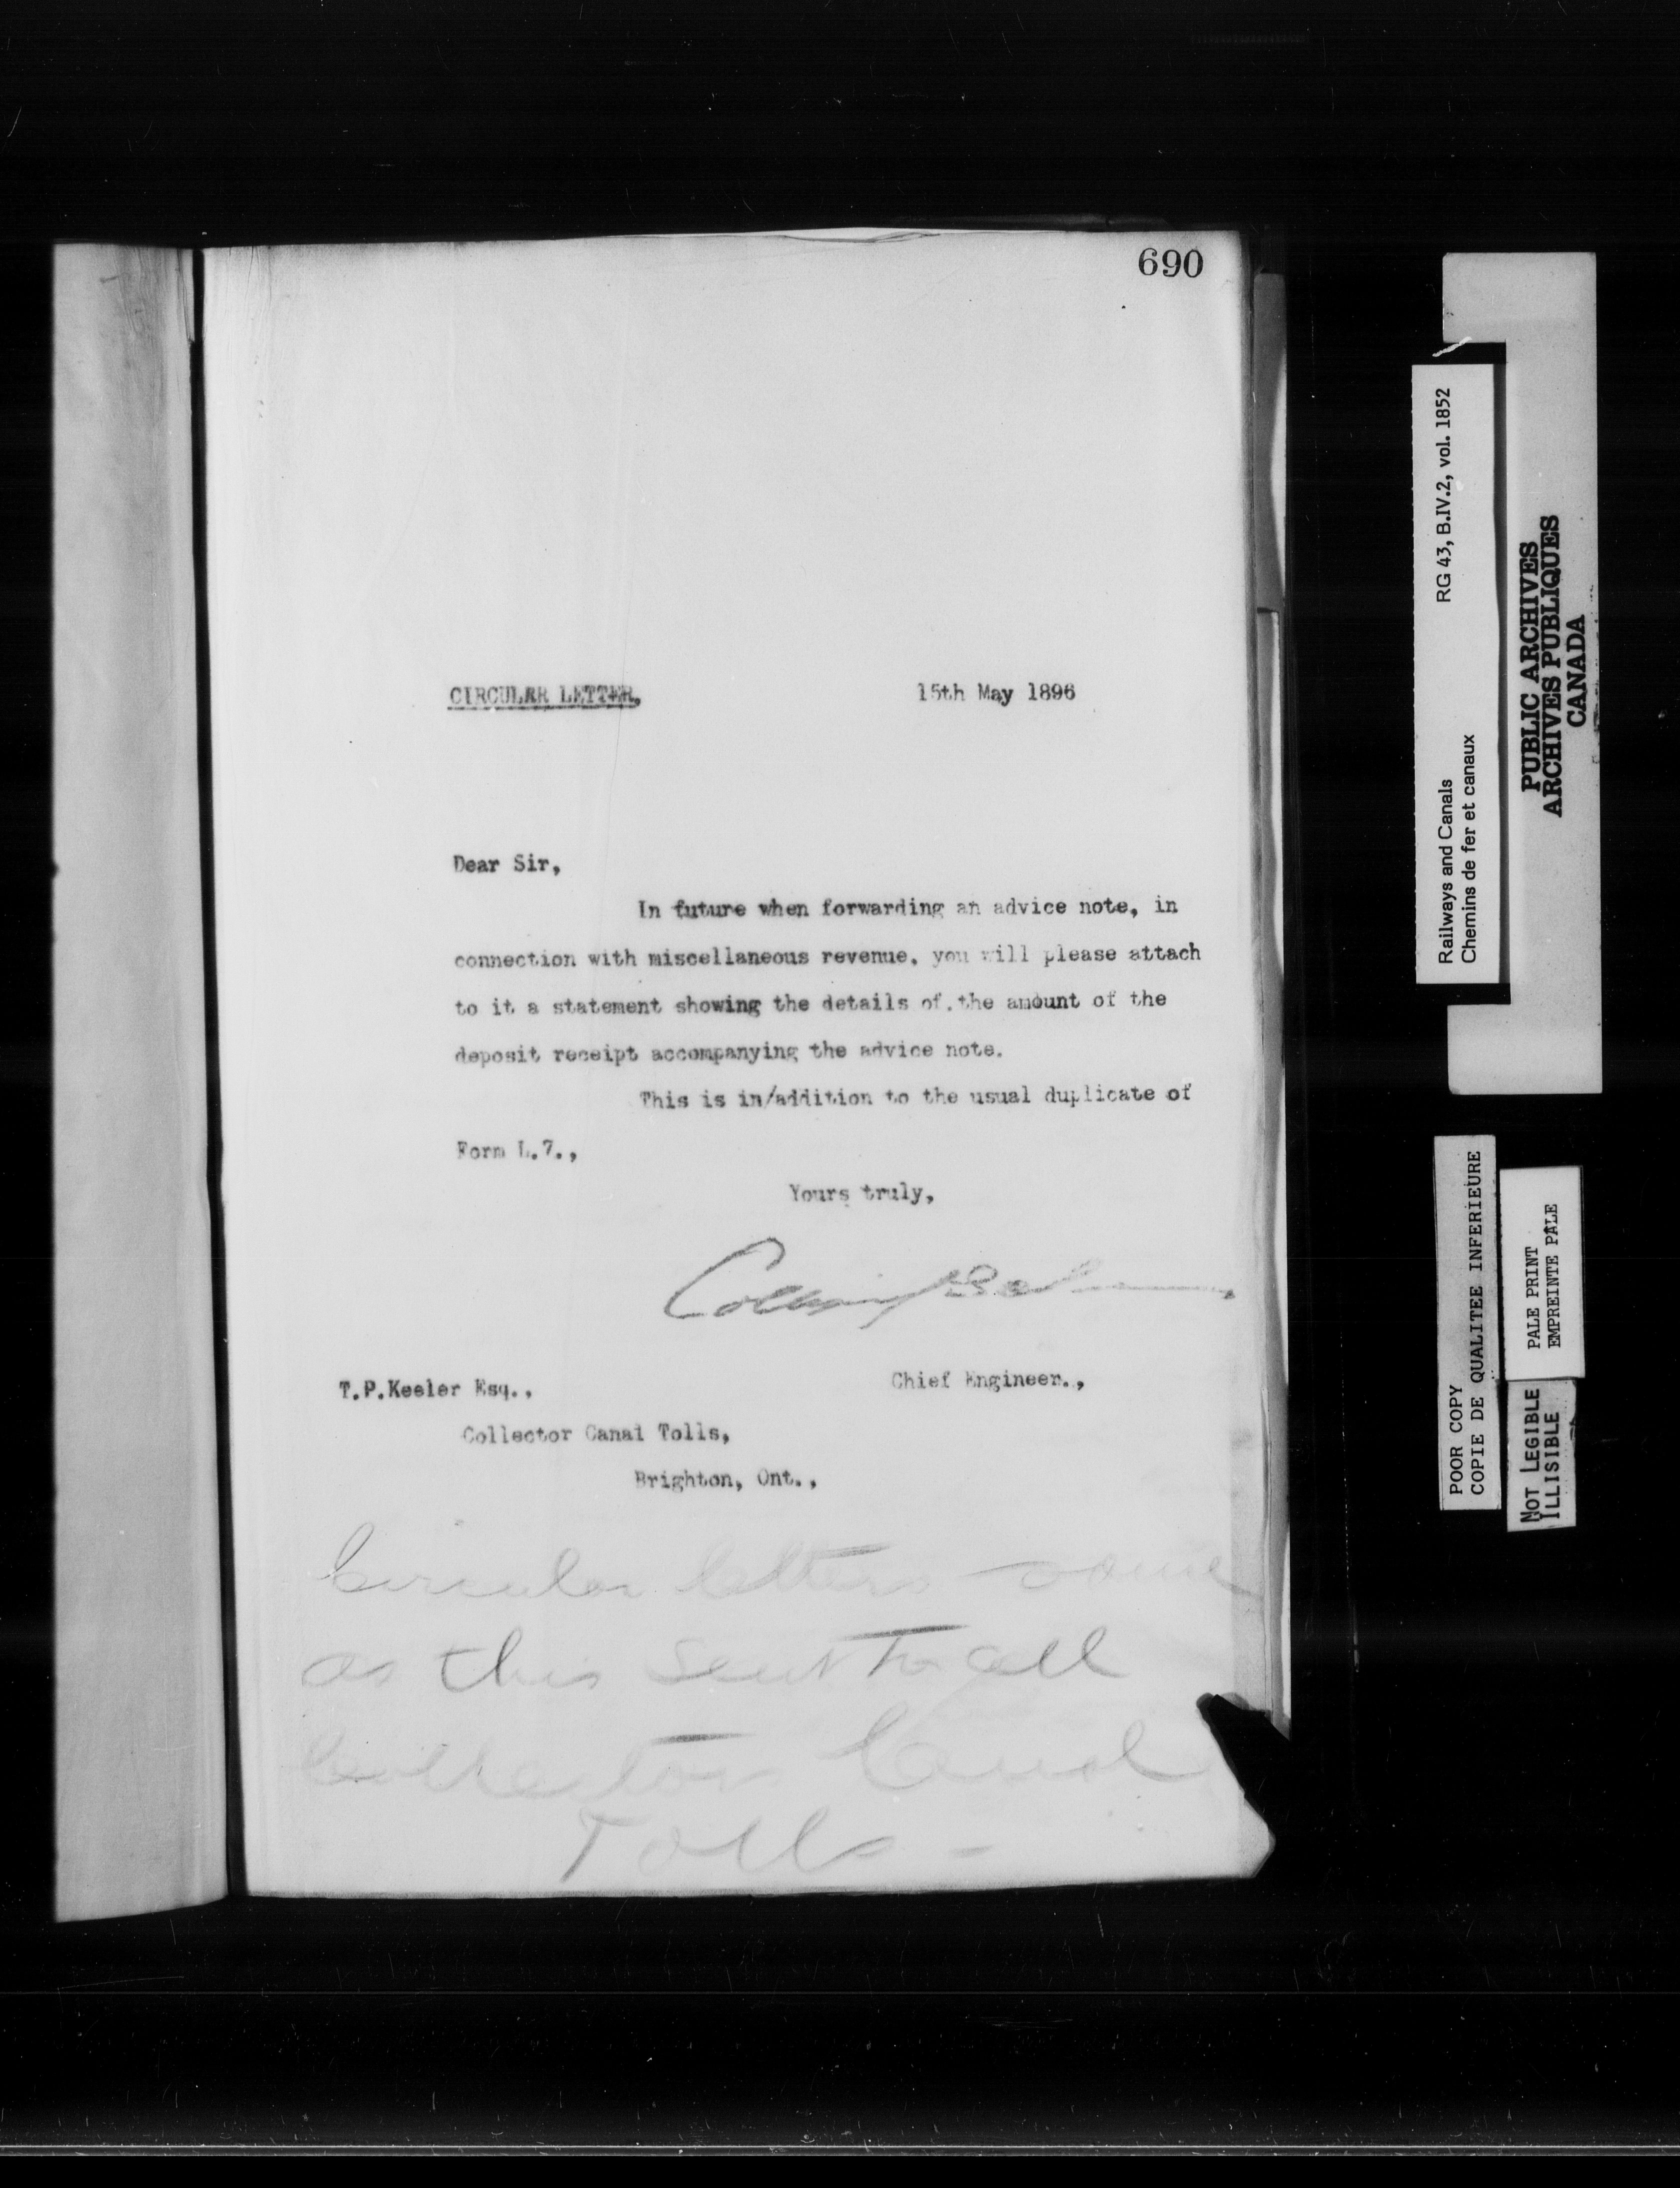 690
CIRCULAR LETTER. 15th May 1896
Dear Sir,
In future when forwarding an advice note, in
connection with miscellaneous revenue, you will please attach
to it a statement showing the details of.the amount of the
deposit receipt accompanying the advice note.
This is in/addition to the usual duplicate of
Form L.7.,
Yours truly,
Chief Engineer.,
T.P.Keeler Esq.,
Collector Canal Tolls,
Brighton, Ont.,
Circular letters same
as this sent to all
Collectors Canal
Tolls -
Railways and Canals RG 43, B.IV.2, vol. 1852
Chemins de fer et canaux
PUBLIC ARCHIVES
ARCHIVES PUBLIQUES
CANADA
POOR COPY
COPIE DE QUALITEE INFERIEURE
PALE PRINT
EMPREINTE PÂLE
NOT LEGIBLE
ILLISIBLE